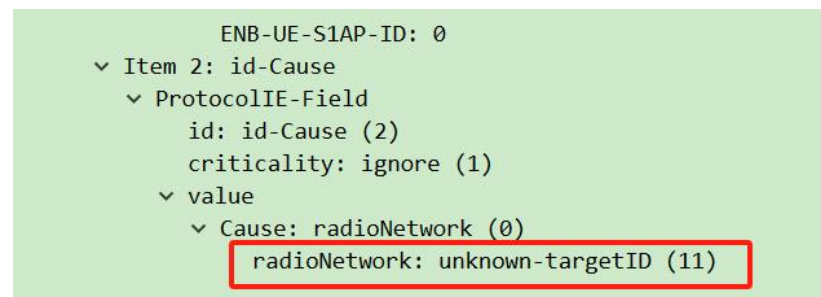 ENB-UE-S1AP-ID: 0
Item 2: id-Cause
ProtocolIE-Field
id: id-Cause (2)
criticality: ignore (1)
value
Cause: radioNetwork (0)
radioNetwork: unknown-targetID (11)